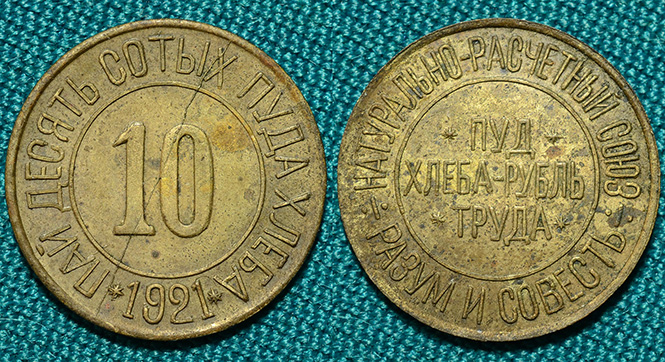 ПАЙ ДЕСЯТЬ СОТЫХ ПУДА ХЛЕБА
10
*1921*
НАТУРАЛЬНО-РАСЧЕТНЫЙ СОЮЗ
* ПУД *
ХЛЕБА-РУБЛЬ
* ТРУДА *
РАЗУМ И СОВЕСТЬ